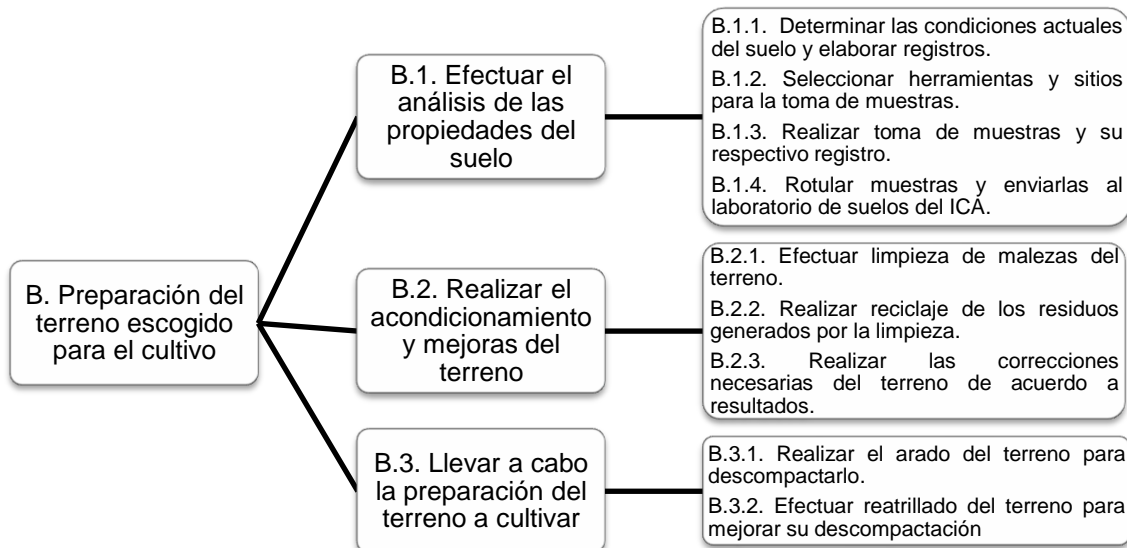 B. Preparación del
terreno escogido
para el cultivo
B.1. Efectuar el
análisis de las
propiedades del
suelo
B.1.1. Determinar las condiciones actuales
del suelo y elaborar registros.
B.1.2. Seleccionar herramientas y sitios
para la toma de muestras.
B.1.3. Realizar toma de muestras y su
respectivo registro.
B.1.4. Rotular muestras y enviarlas al
laboratorio de suelos del ICA.
B.2. Realizar el
acondicionamiento
y mejoras del
terreno
B.2.1. Efectuar limpieza de malezas del
terreno.
B.2.2. Realizar reciclaje de los residuos
generados por la limpieza.
B.2.3. Realizar las correcciones
necesarias del terreno de acuerdo a
resultados.
B.3. Llevar a cabo
la preparación del
terreno a cultivar
B.3.1. Realizar el arado del terreno para
descompactarlo.
B.3.2. Efectuar reatrillado del terreno para
mejorar su descompactación